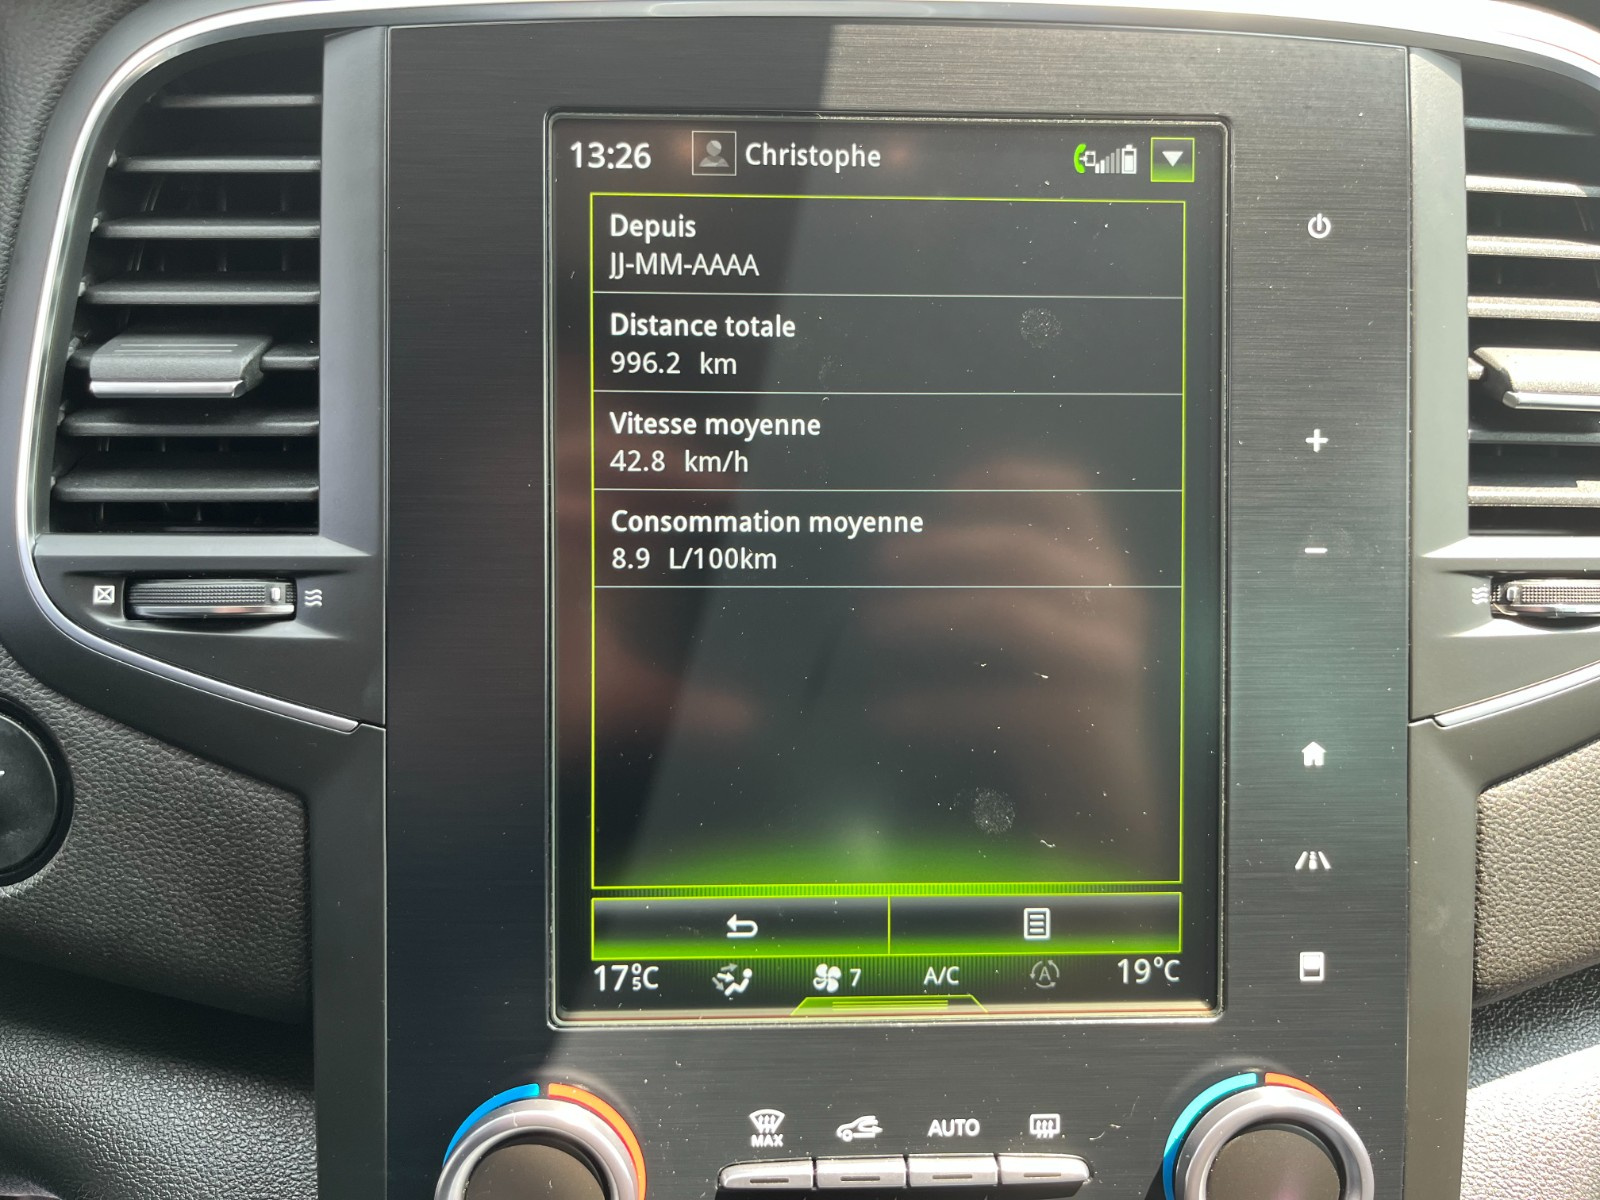 13:26 Christophe
Depuis
JJ-MM-AAAA
Distance totale
996.2 km
Vitesse moyenne
42.8 km/h
Consommation moyenne
8.9 L/100km
17°5C 7 A/C A 19°C
MAX AUTO